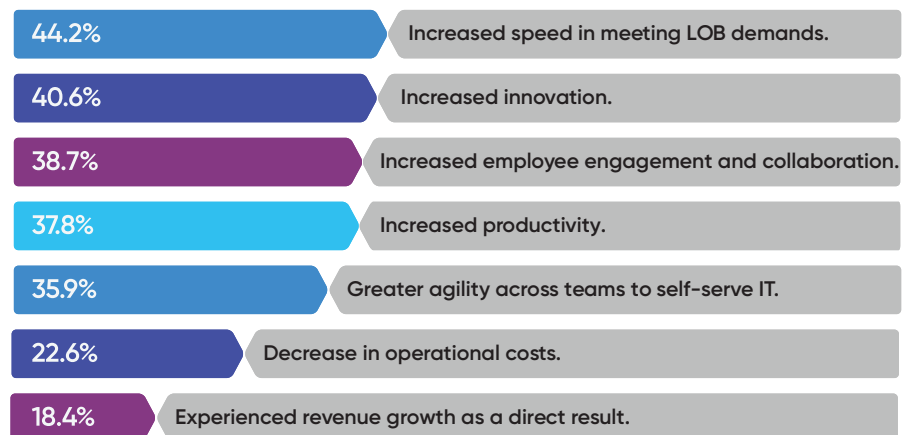 44.2% Increased speed in meeting LOB demands.
40.6% Increased innovation.
38.7% Increased employee engagement and collaboration.
37.8% Increased productivity.
35.9% Greater agility across teams to self-serve IT.
22.6% Decrease in operational costs.
18.4% Experienced revenue growth as a direct result.